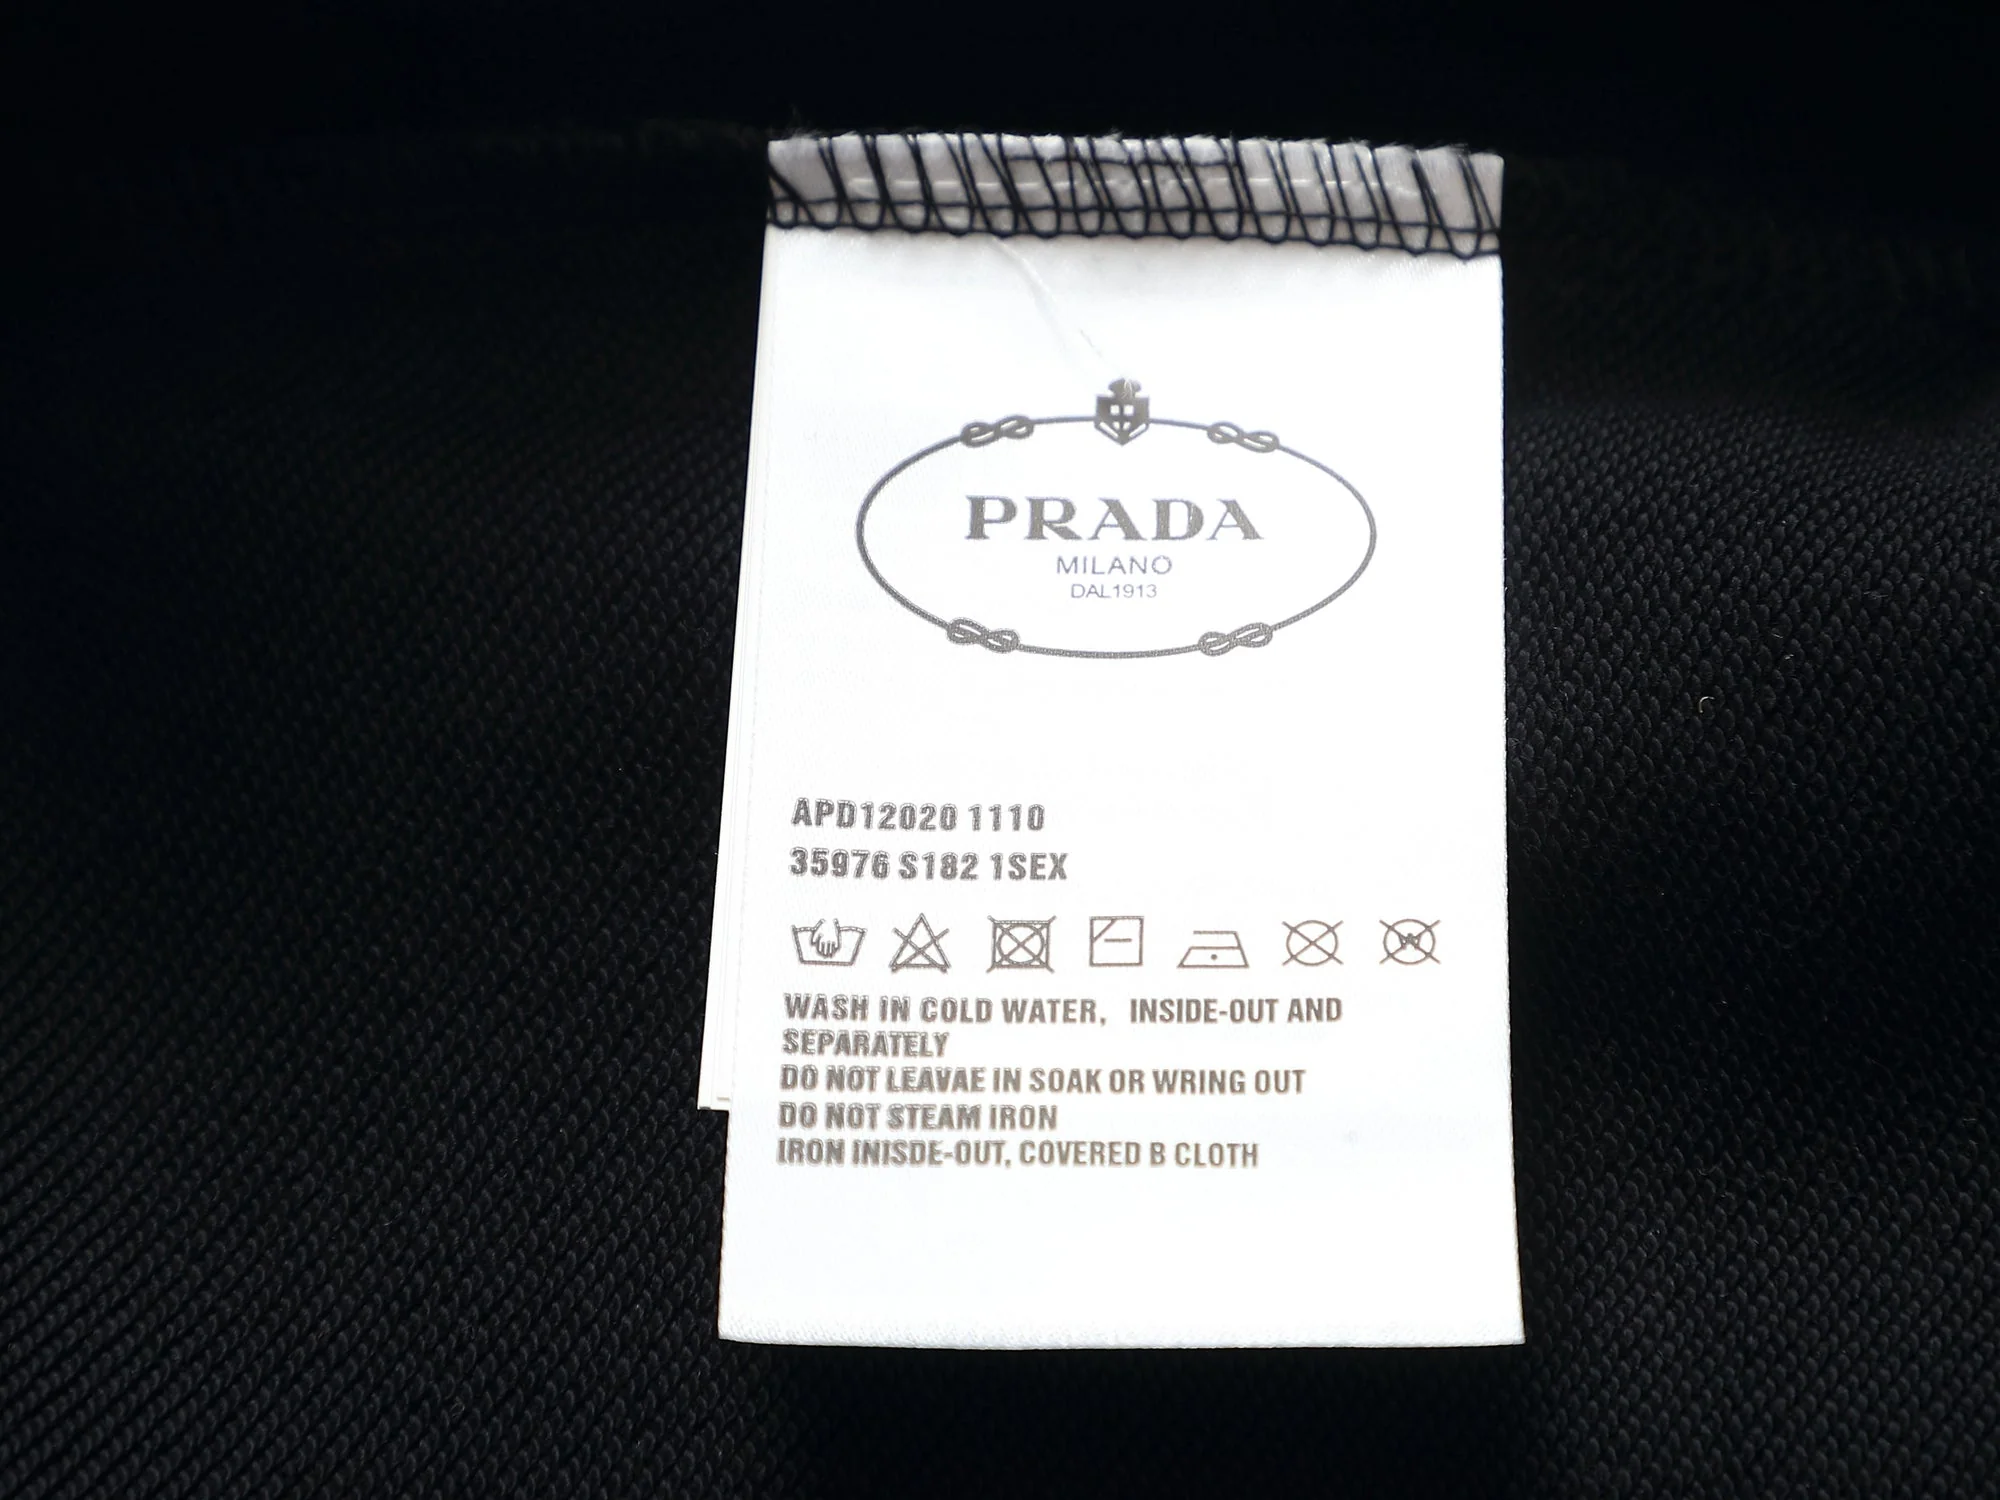 PRADA
MILANO
DAL1913
APD12020 1110
35976 S182 1SEX
WASH IN COLD WATER, INSIDE-OUT AND
SEPARATELY
DO NOT LEAVAE IN SOAK OR WRING OUT
DO NOT STEAM IRON
IRON INISDE-OUT, COVERED B CLOTH